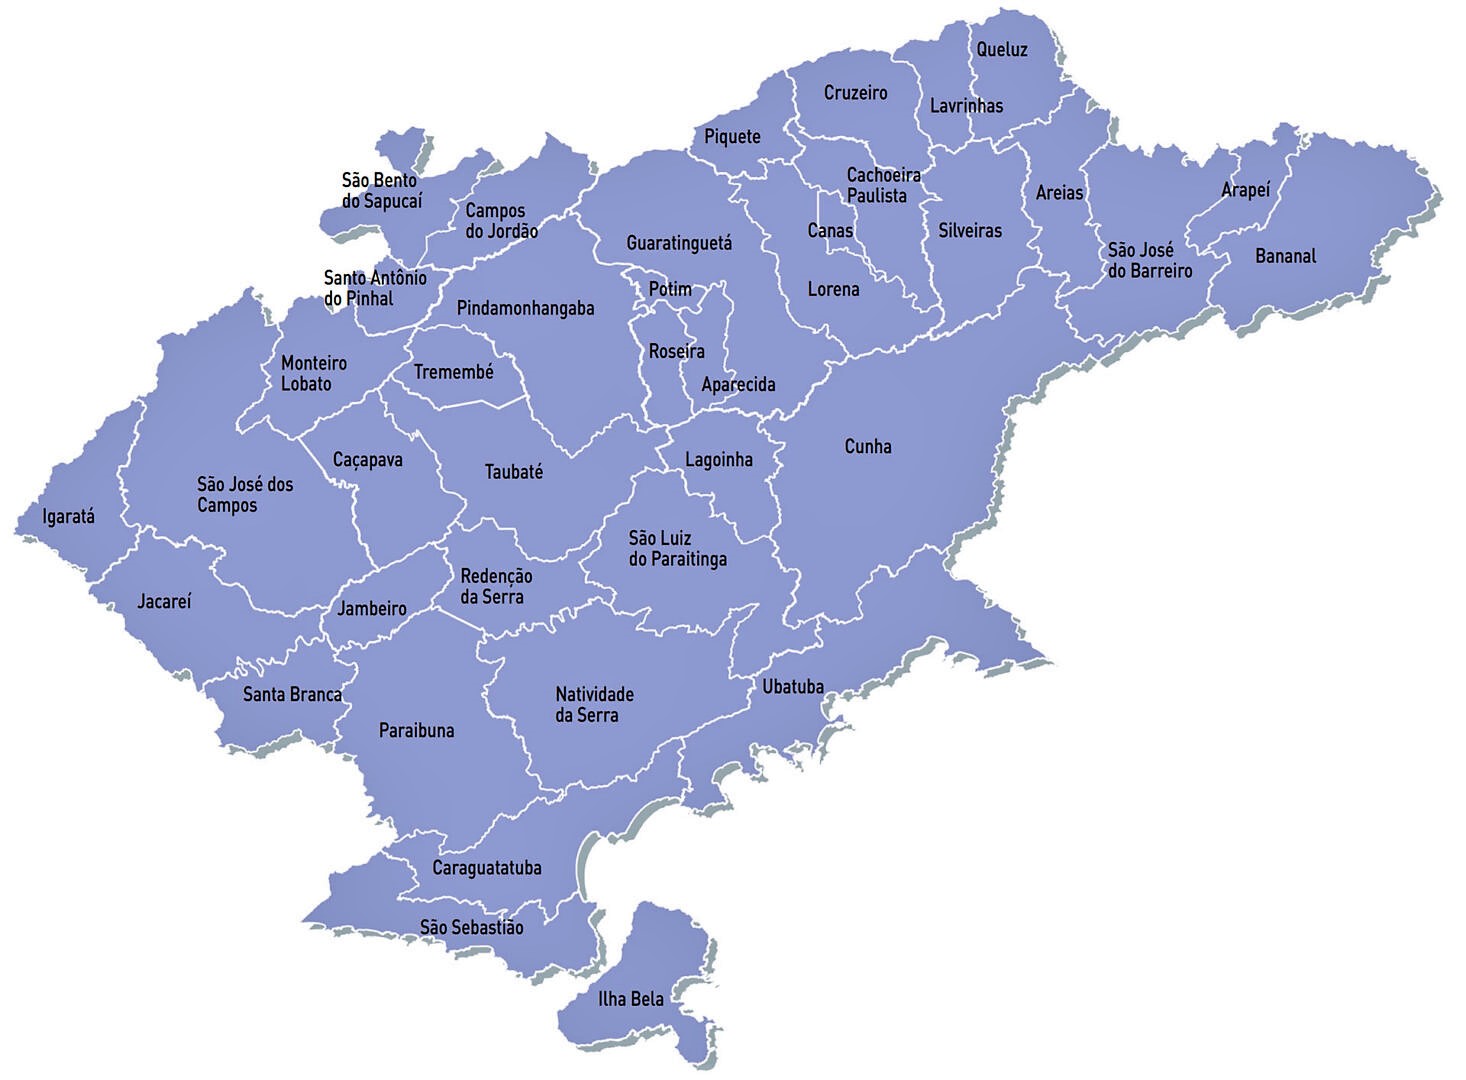 Queluz
Cruzeiro
Lavrinhas
Piquete
São Bento
do Sapucaí
Cachoeira
Paulista
Areias
Arapeí
Campos
do Jordão
Guaratinguetá
Canas
Silveiras
São José
do Barreiro
Bananal
Santo Antônio
do Pinhal
Pindamonhangaba
Potim
Lorena
Monteiro
Lobato
Tremembé
Roseira
Aparecida
Cunha
Caçapava
Taubaté
Lagoinha
São José dos
Campos
Igaratá
São Luiz
do Paraitinga
Jacareí
Jambeiro
Redenção
da Serra
Santa Branca
Paraibuna
Natividade
da Serra
Ubatuba
Caraguatatuba
São Sebastião
Ilha Bela